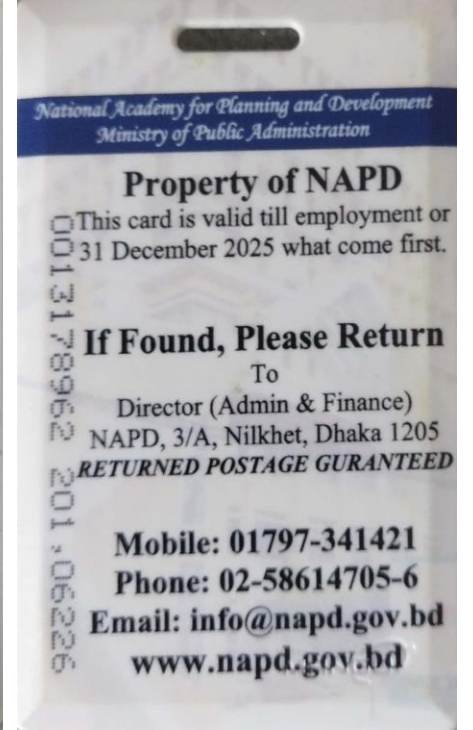 National Academy for Planning and Development
Ministry of Public Administration
Property of NAPD
This card is valid till employment or
31 December 2025 what come first.
If Found, Please Return
To
Director (Admin & Finance)
NAPD, 3/A, Nilkhet, Dhaka 1205
RETURNED POSTAGE GURANTEED
Mobile: 01797-341421
Phone: 02-58614705-6
Email: info@napd.gov.bd
www.napd.gov.bd
0013178962 201,06226